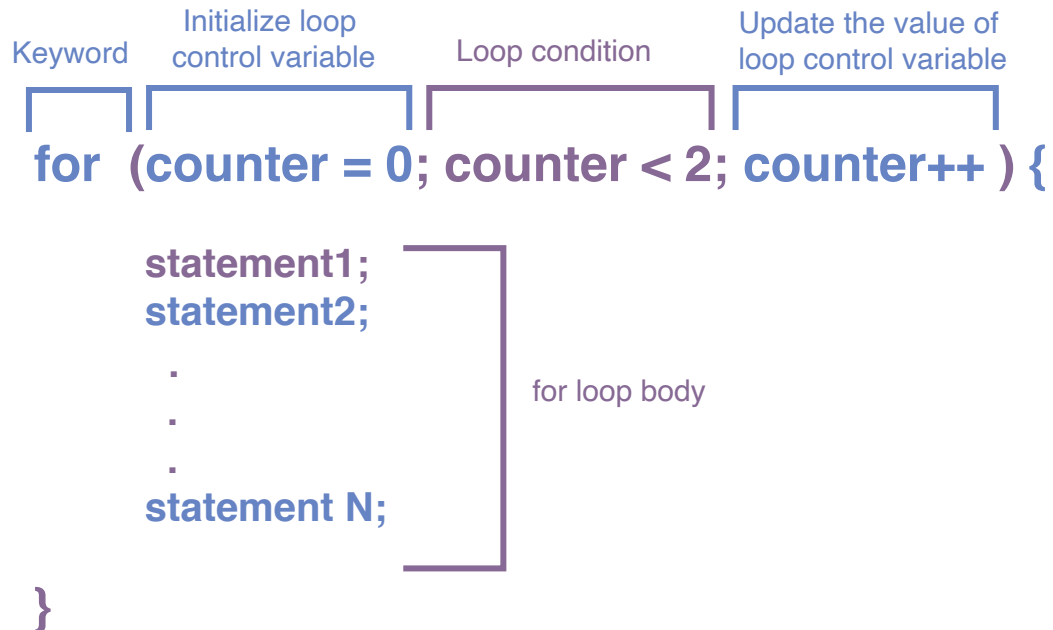 Keyword
Initialize loop
control variable
Loop condition
Update the value of
loop control variable
for (counter = 0; counter < 2; counter++ ) {
statement1;
statement2;
.
.
.
statement N;
for loop body
}